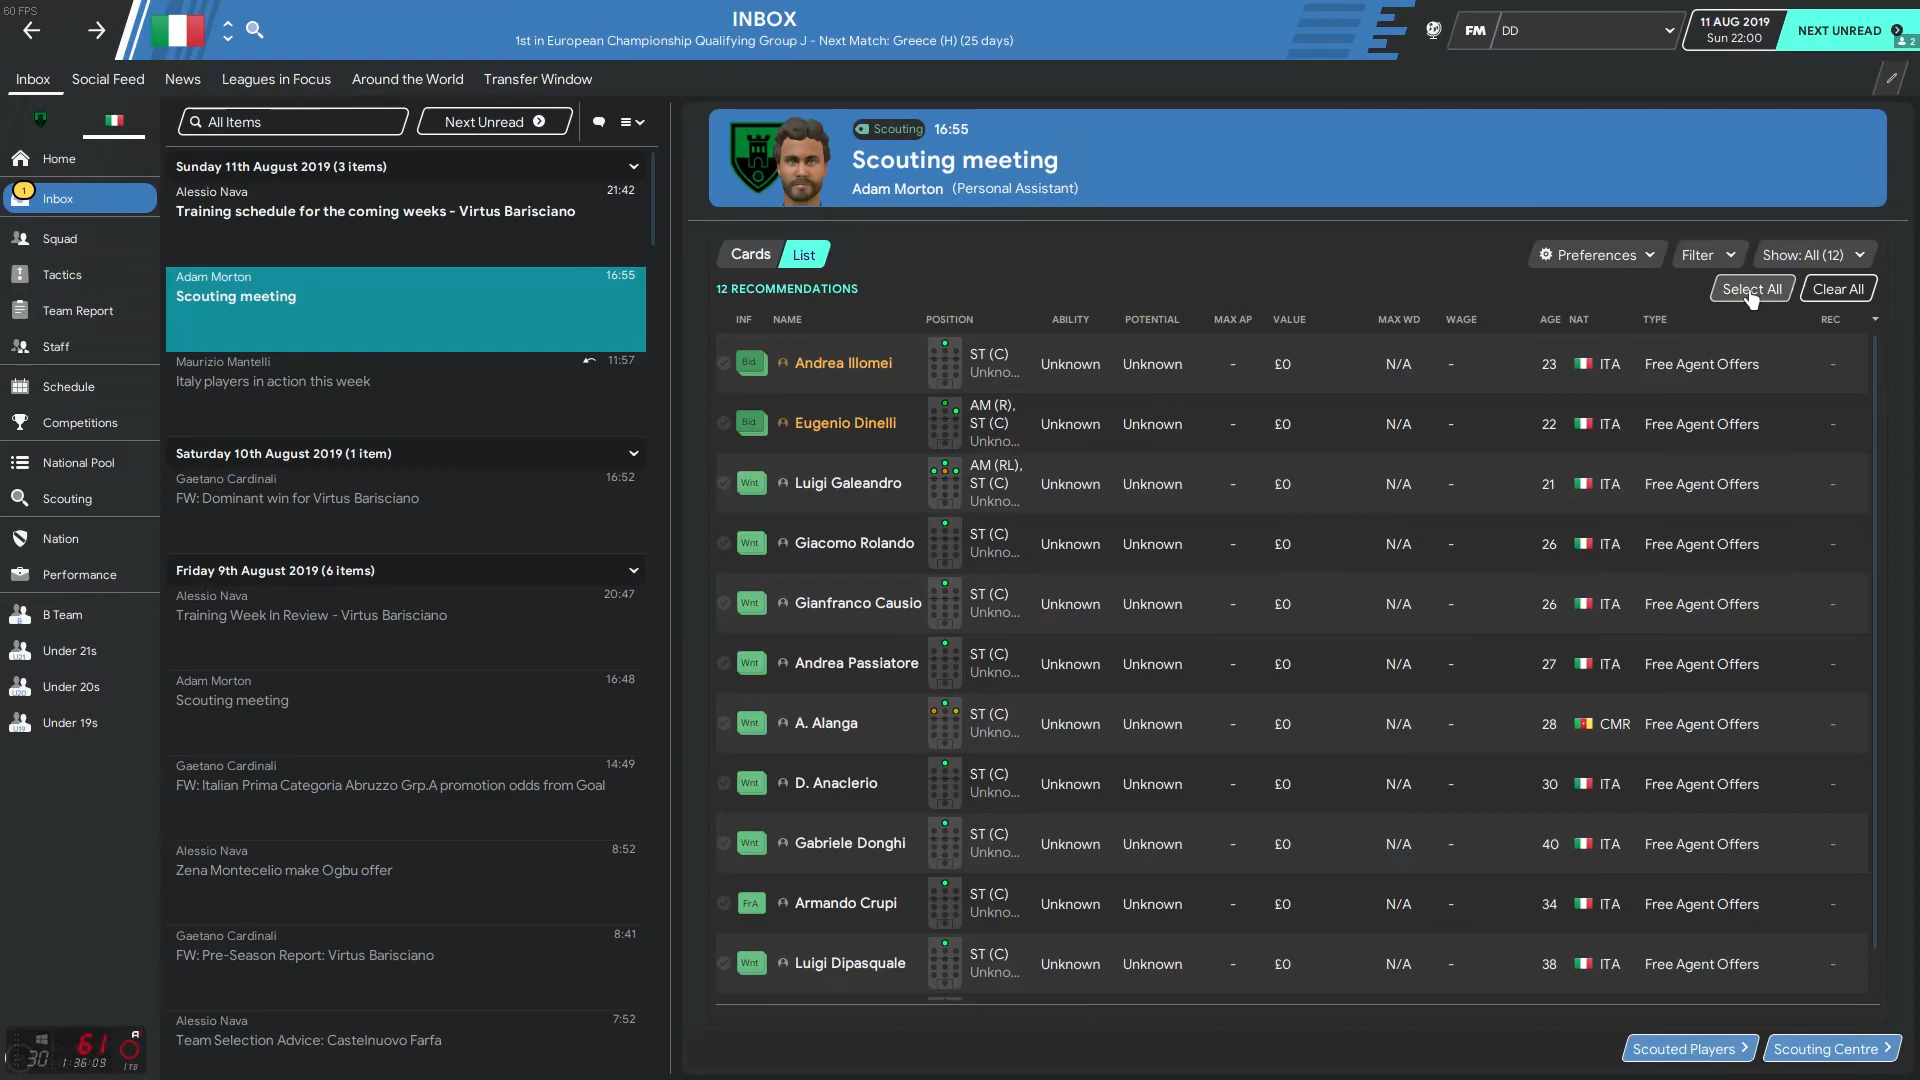 60 FPS
INBOX
1st in European Championship Qualifying Group J - Next Match: Greece (H) (25 days)
FM DD
11 AUG 2019
Sun 22:00
NEXT UNREAD
2
Inbox Social Feed News Leagues in Focus Around the World Transfer Window
Home
1
Inbox
Squad
Tactics
Team Report
Staff
Schedule
Competitions
National Pool
Scouting
Nation
Performance
B Team
Under 21s
Under 20s
Under 19s
All Items
Next Unread
Sunday 11th August 2019 (3 items)
Alessio Nava 21:42
Training schedule for the coming weeks - Virtus Barisciano
Adam Morton 16:55
Scouting meeting
Maurizio Mantelli 11:57
Italy players in action this week
Saturday 10th August 2019 (1 item)
Gaetano Cardinali 16:52
FW: Dominant win for Virtus Barisciano
Friday 9th August 2019 (6 items)
Alessio Nava 20:47
Training Week In Review - Virtus Barisciano
Adam Morton 16:48
Scouting meeting
Gaetano Cardinali 14:49
FW: Italian Prima Categoria Abruzzo Grp.A promotion odds from Goal
Alessio Nava 8:52
Zena Montecelio make Ogbu offer
Gaetano Cardinali 8:41
FW: Pre-Season Report: Virtus Barisciano
Alessio Nava 7:52
Team Selection Advice: Castelnuovo Farfa
Scouting 16:55
Scouting meeting
Adam Morton (Personal Assistant)
Cards List
Preferences Filter Show: All (12)
12 RECOMMENDATIONS
Select All Clear All
INF NAME POSITION ABILITY POTENTIAL MAX AP VALUE MAX WD WAGE AGE NAT TYPE REC
Bid Andrea Illomei ST (C) Unkno... Unknown Unknown - £0 N/A - 23 ITA Free Agent Offers -
Bid Eugenio Dinelli AM (R), ST (C) Unkno... Unknown Unknown - £0 N/A - 22 ITA Free Agent Offers -
Wnt Luigi Galeandro AM (RL), ST (C) Unkno... Unknown Unknown - £0 N/A - 21 ITA Free Agent Offers -
Wnt Giacomo Rolando ST (C) Unkno... Unknown Unknown - £0 N/A - 26 ITA Free Agent Offers -
Wnt Gianfranco Causio ST (C) Unkno... Unknown Unknown - £0 N/A - 26 ITA Free Agent Offers -
Wnt Andrea Passiatore ST (C) Unkno... Unknown Unknown - £0 N/A - 27 ITA Free Agent Offers -
Wnt A. Alanga ST (C) Unkno... Unknown Unknown - £0 N/A - 28 CMR Free Agent Offers -
Wnt D. Anaclerio ST (C) Unkno... Unknown Unknown - £0 N/A - 30 ITA Free Agent Offers -
Wnt Gabriele Donghi ST (C) Unkno... Unknown Unknown - £0 N/A - 40 ITA Free Agent Offers -
FrA Armando Crupi ST (C) Unkno... Unknown Unknown - £0 N/A - 34 ITA Free Agent Offers -
Wnt Luigi Dipasquale ST (C) Unkno... Unknown Unknown - £0 N/A - 38 ITA Free Agent Offers -
Scouted Players Scouting Centre
30 61 A
1:36:09 1TB